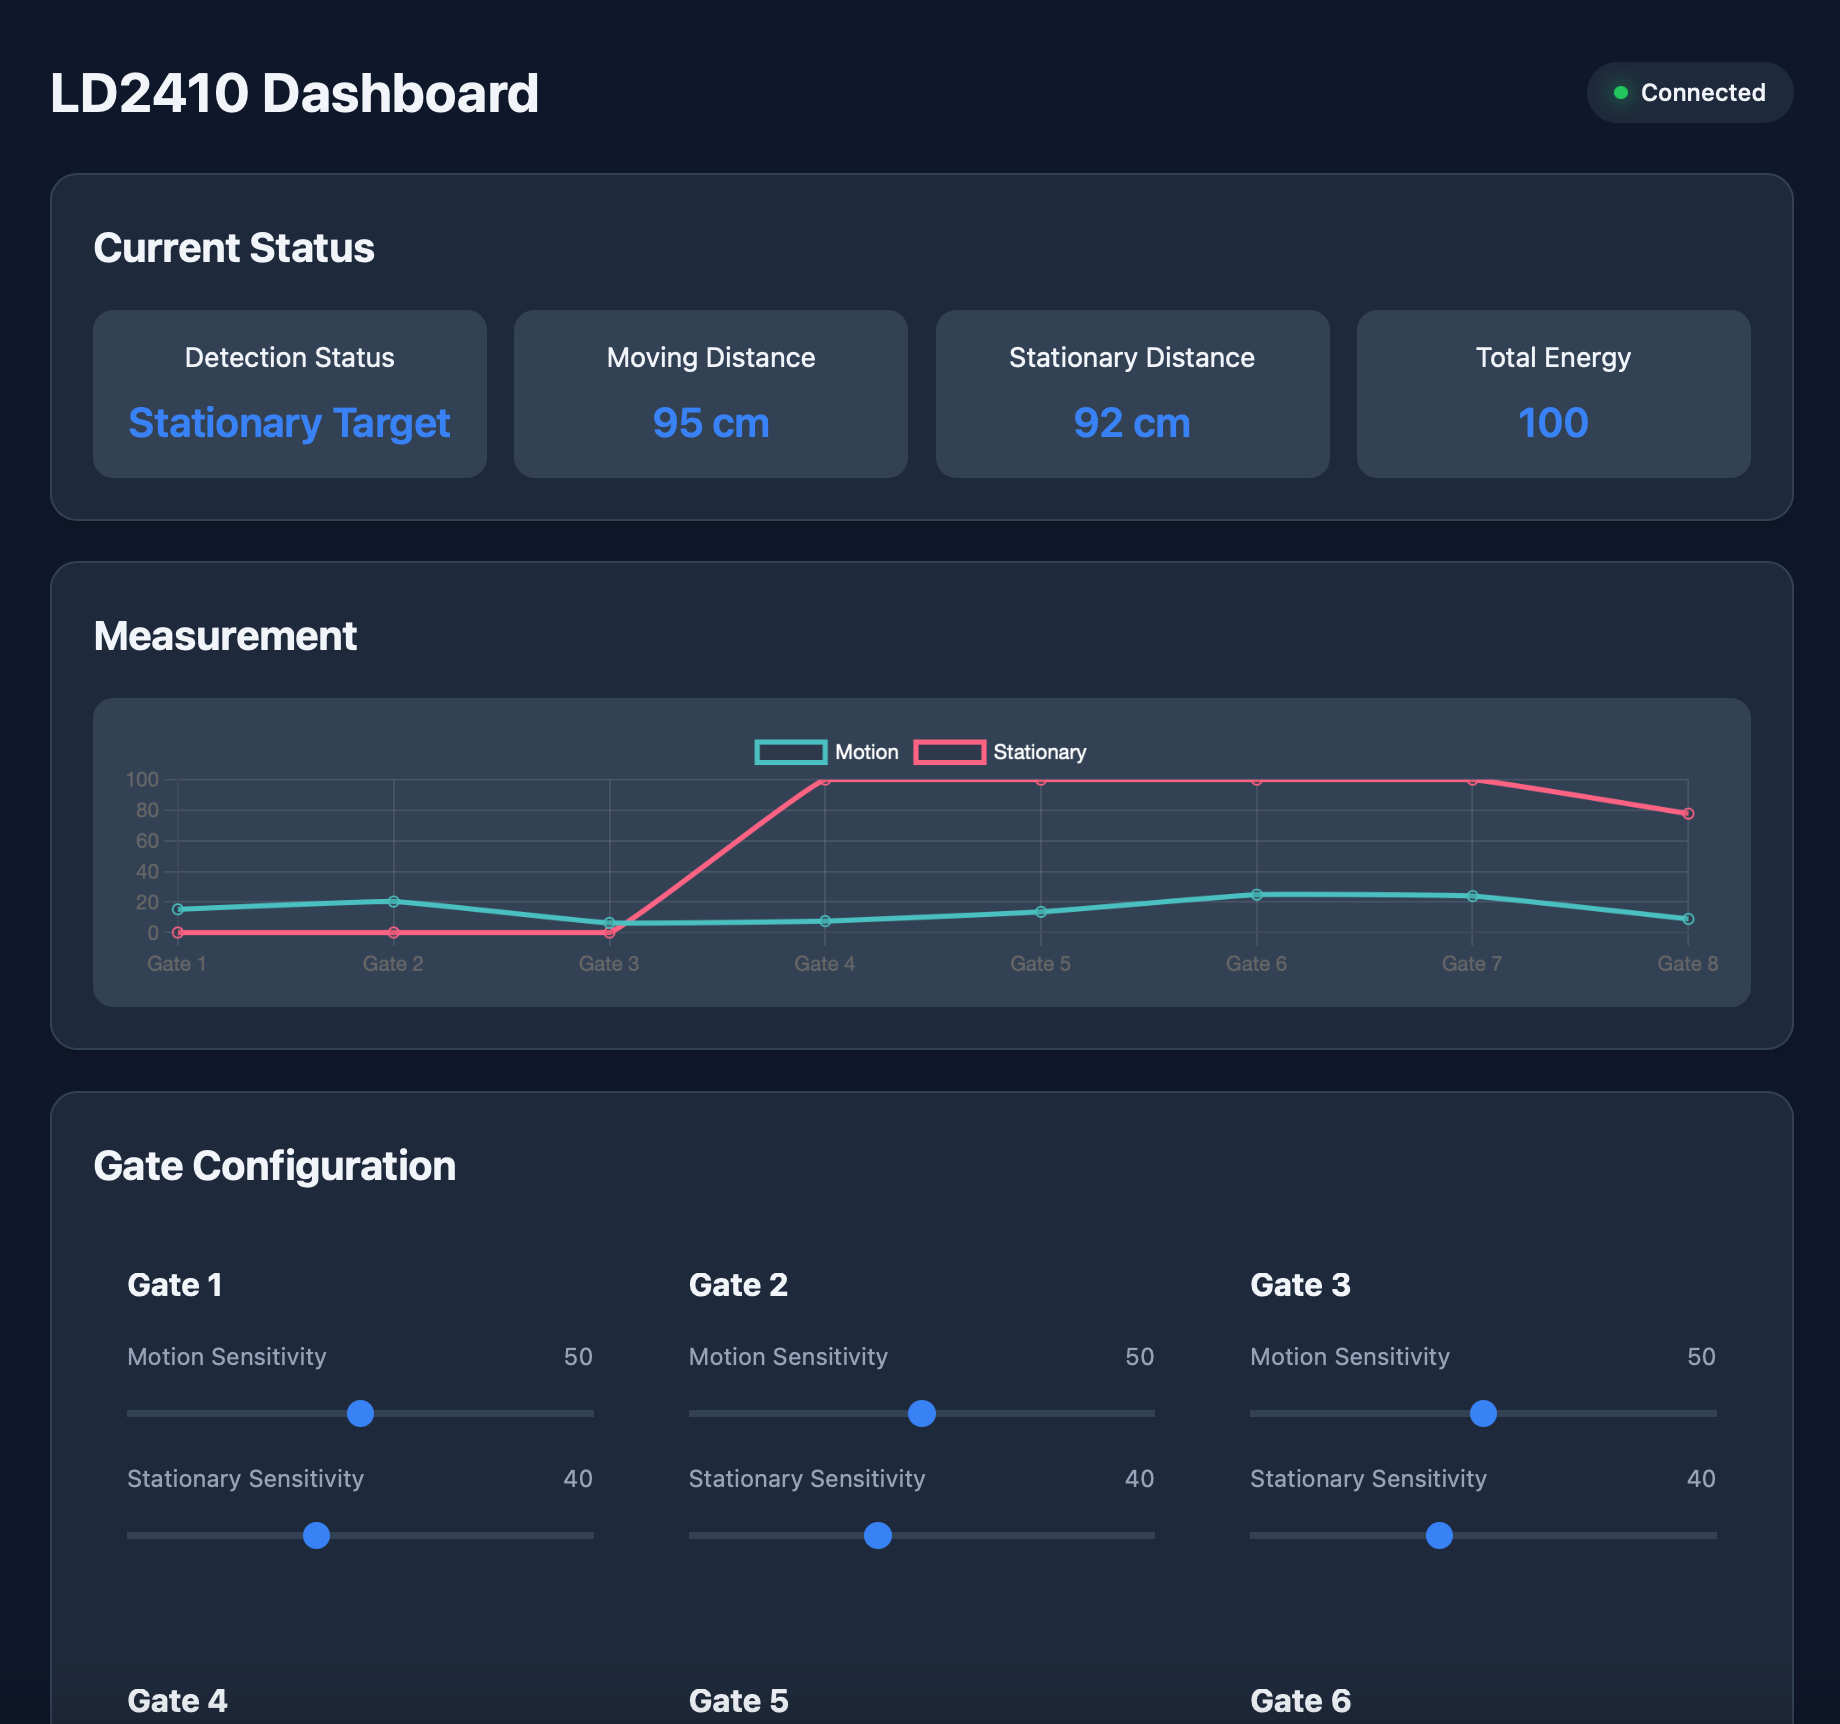 LD2410 Dashboard
Connected
Current Status
Detection Status
Stationary Target
Moving Distance
95 cm
Stationary Distance
92 cm
Total Energy
100
Measurement
Motion Stationary
100
80
60
40
20
0
Gate 1 Gate 2 Gate 3 Gate 4 Gate 5 Gate 6 Gate 7 Gate 8
Gate Configuration
Gate 1
Motion Sensitivity 50
Stationary Sensitivity 40
Gate 2
Motion Sensitivity 50
Stationary Sensitivity 40
Gate 3
Motion Sensitivity 50
Stationary Sensitivity 40
Gate 4
Gate 5
Gate 6